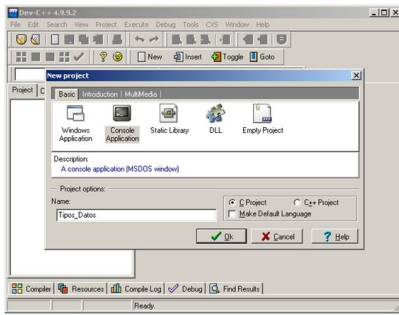 Dev-C++ 4.9.9.2
File Edit Search View Project Execute Debug Tools CVS Window Help
New Insert Toggle Goto
New project
Project
Basic Introduction MultiMedia
Windows Application
Console Application
Static Library
DLL
Empty Project
Description:
A console application (MSDOS window)
Project options:
Name:
Tipos_Datos
C Project C++ Project
Make Default Language
Ok Cancel Help
Compiler Resources Compile Log Debug Find Results
Ready.